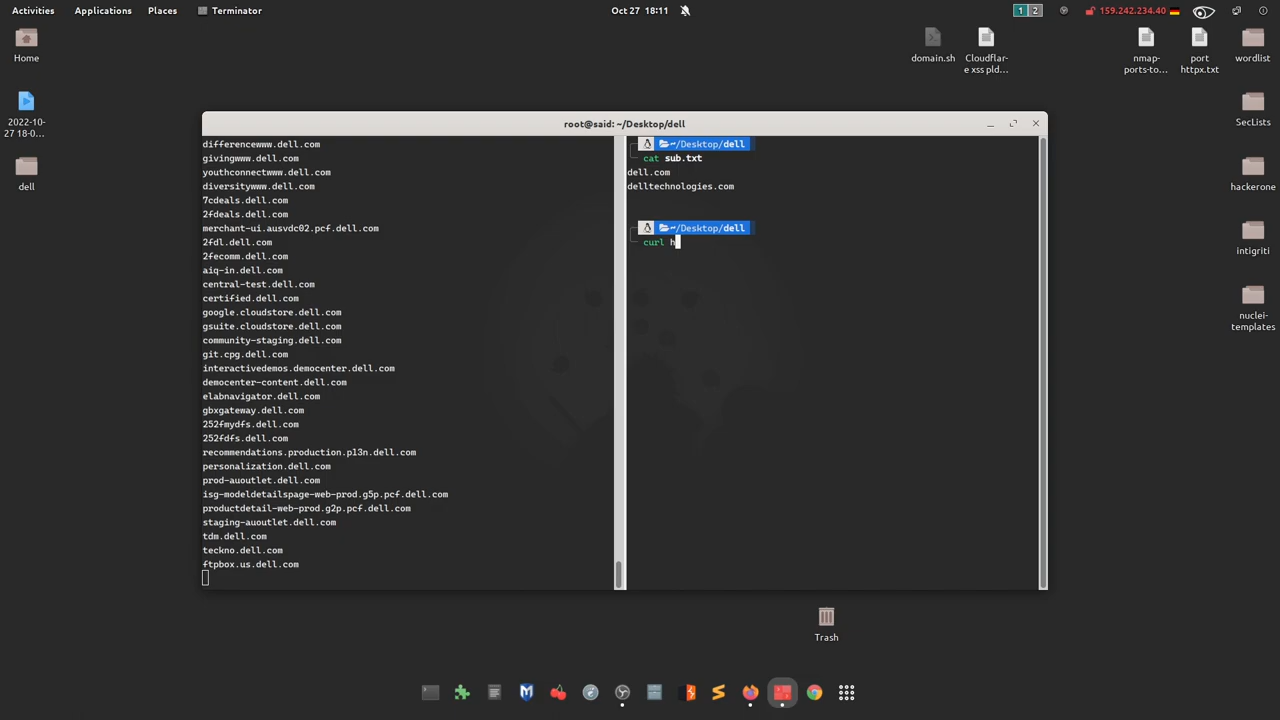 Activities
Applications
Places
Terminator
Oct 27 18:11
1
2
159.242.234.40
Home
2022-10-
27 18-0...
dell
domain.sh
Cloudflar-
e xss pld...
nmap-
ports-to...
port
httpx.txt
wordlist
SecLists
hackerone
intigriti
nuclei-
templates
root@said: ~/Desktop/dell
differencewww.dell.com
givingwww.dell.com
youthconnectwww.dell.com
diversitywww.dell.com
7cdeals.dell.com
2fdeals.dell.com
merchant-ui.ausvdc02.pcf.dell.com
2fdl.dell.com
2fecomm.dell.com
aiq-in.dell.com
central-test.dell.com
certified.dell.com
google.cloudstore.dell.com
gsuite.cloudstore.dell.com
community-staging.dell.com
git.cpg.dell.com
interactivedemos.democenter.dell.com
democenter-content.dell.com
elabnavigator.dell.com
gbxgateway.dell.com
252fmydfs.dell.com
252fdfs.dell.com
recommendations.production.p13n.dell.com
personalization.dell.com
prod-auoutlet.dell.com
isg-modeldetailspage-web-prod.g5p.pcf.dell.com
productdetail-web-prod.g2p.pcf.dell.com
staging-auoutlet.dell.com
tdm.dell.com
teckno.dell.com
ftpbox.us.dell.com
~/Desktop/dell
cat sub.txt
dell.com
delltechnologies.com
~/Desktop/dell
curl h
Trash